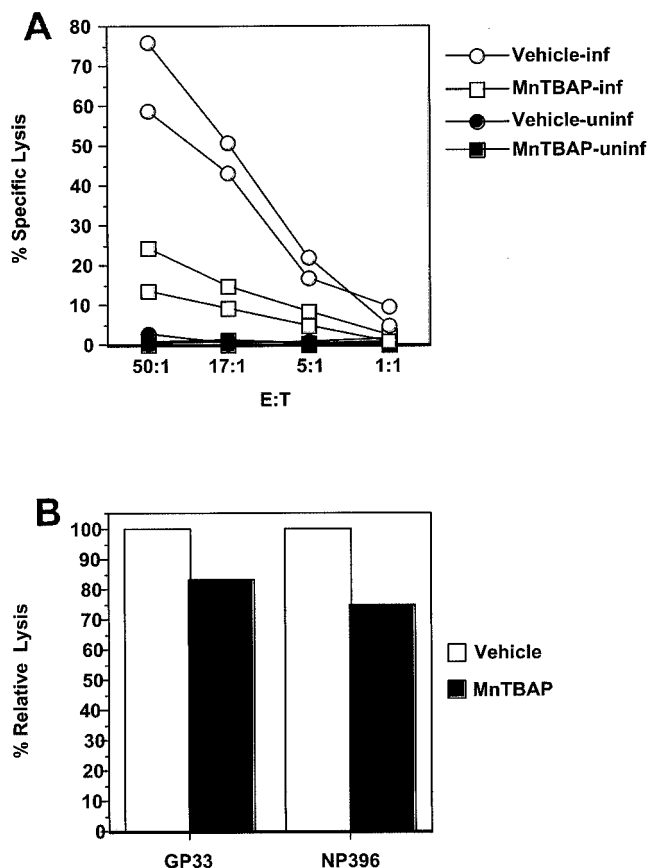 A
80
70
60
50
40
30
20
10
0
% Specific Lysis
50:1 17:1 5:1 1:1
E:T
Vehicle-inf
MnTBAP-inf
Vehicle-uninf
MnTBAP-uninf
B
100
90
80
70
60
50
40
30
20
10
0
% Relative Lysis
GP33 NP396
Vehicle
MnTBAP